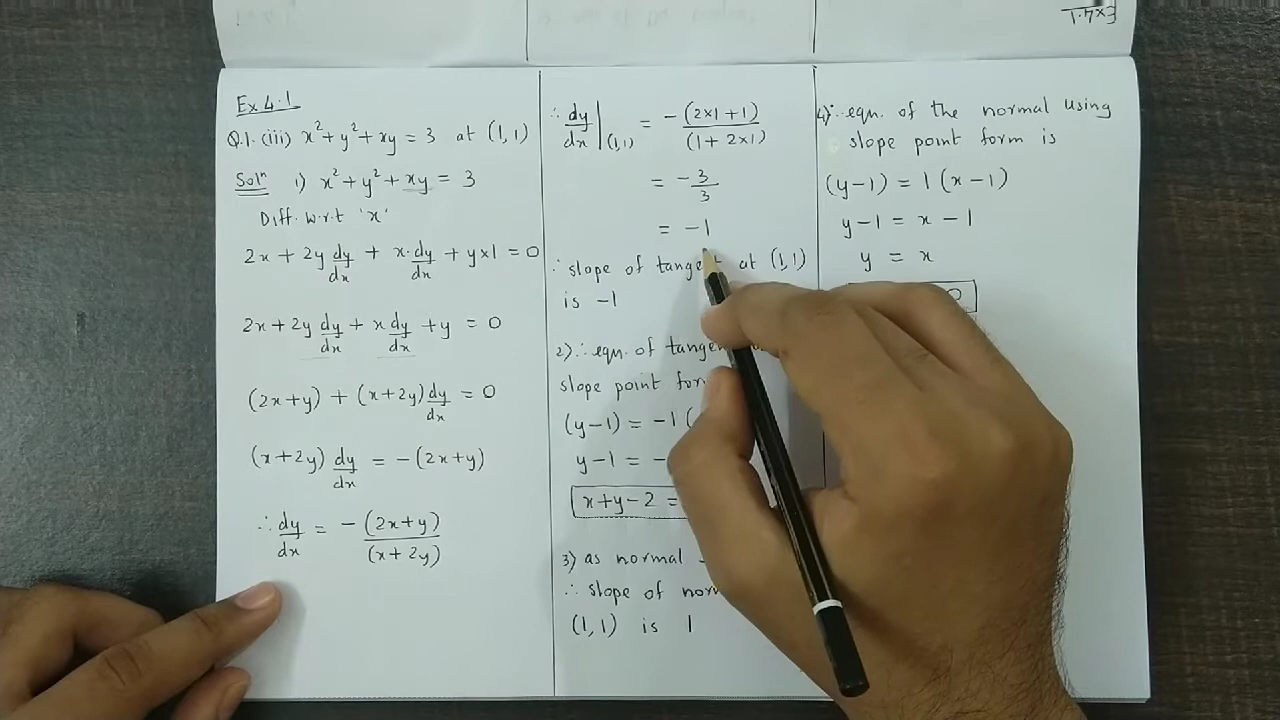 Ex 4.1
Ex 4.1
Q.1. (iii) x² + y² + xy = 3 at (1,1)
Solⁿ 1) x² + y² + xy = 3
Diff. w.r.t 'x'
2x + 2y dy/dx + x. dy/dx + y×1 = 0
2x + 2y dy/dx + x dy/dx + y = 0
(2x+y) + (x+2y) dy/dx = 0
(x+2y) dy/dx = -(2x+y)
∴ dy/dx = -(2x+y)/(x+2y)
∴ dy/dx |(1,1) = -(2×1+1)/(1+2×1)
= -3/3
= -1
∴ slope of tangent at (1,1)
is -1
2) ∴ eqn. of
slope point
(y-1) = -1(
y-1 = -
x+y-2 =
3) as normal
∴ slope of
(1,1) is 1
4) ∴ eqn. of the normal using
slope point form is
(y-1) = 1(x-1)
y-1 = x-1
y = x